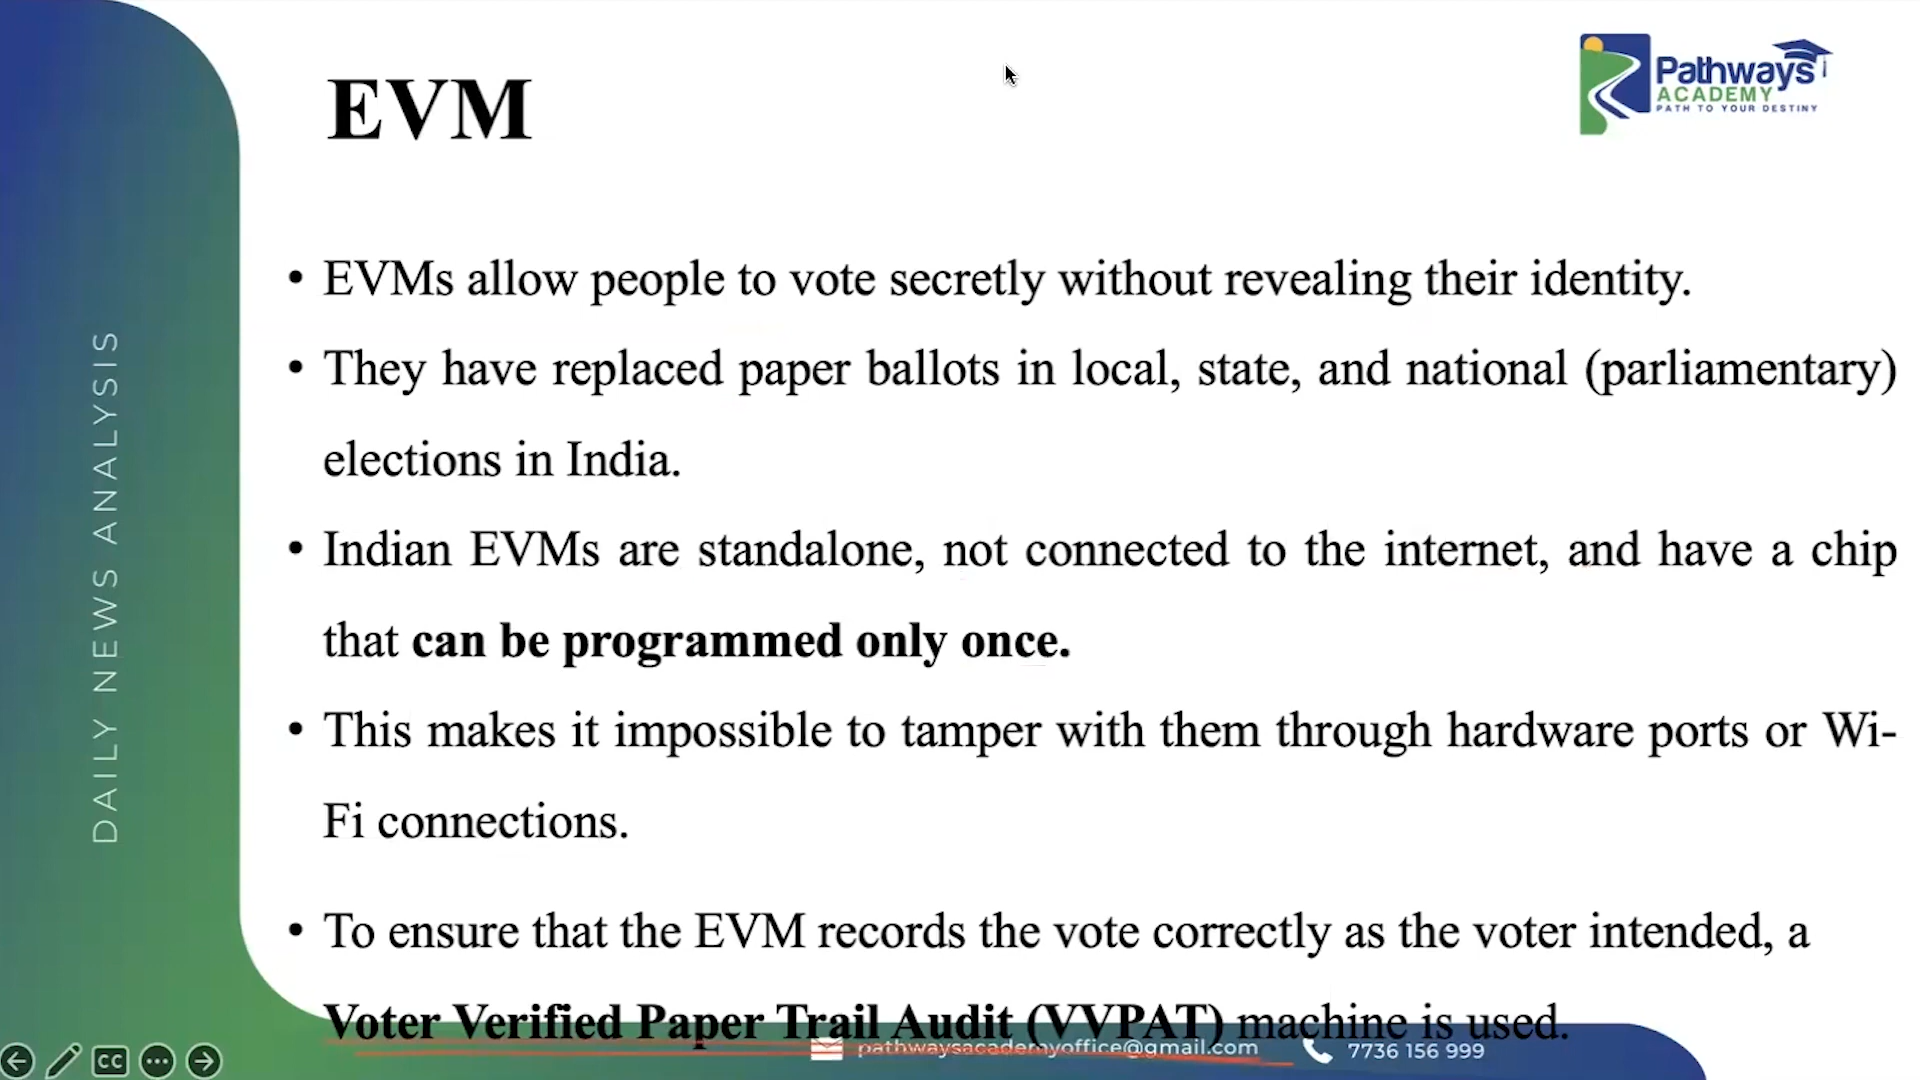 EVM
Pathways
ACADEMY
PATH TO YOUR DESTINY
DAILY NEWS ANALYSIS
• EVMs allow people to vote secretly without revealing their identity.
• They have replaced paper ballots in local, state, and national (parliamentary)
elections in India.
• Indian EVMs are standalone, not connected to the internet, and have a chip
that can be programmed only once.
• This makes it impossible to tamper with them through hardware ports or Wi-
Fi connections.
• To ensure that the EVM records the vote correctly as the voter intended, a
Voter Verified Paper Trail Audit (VVPAT) machine is used.
pathwaysacademyoffice@gmail.com
7736 156 999
CC